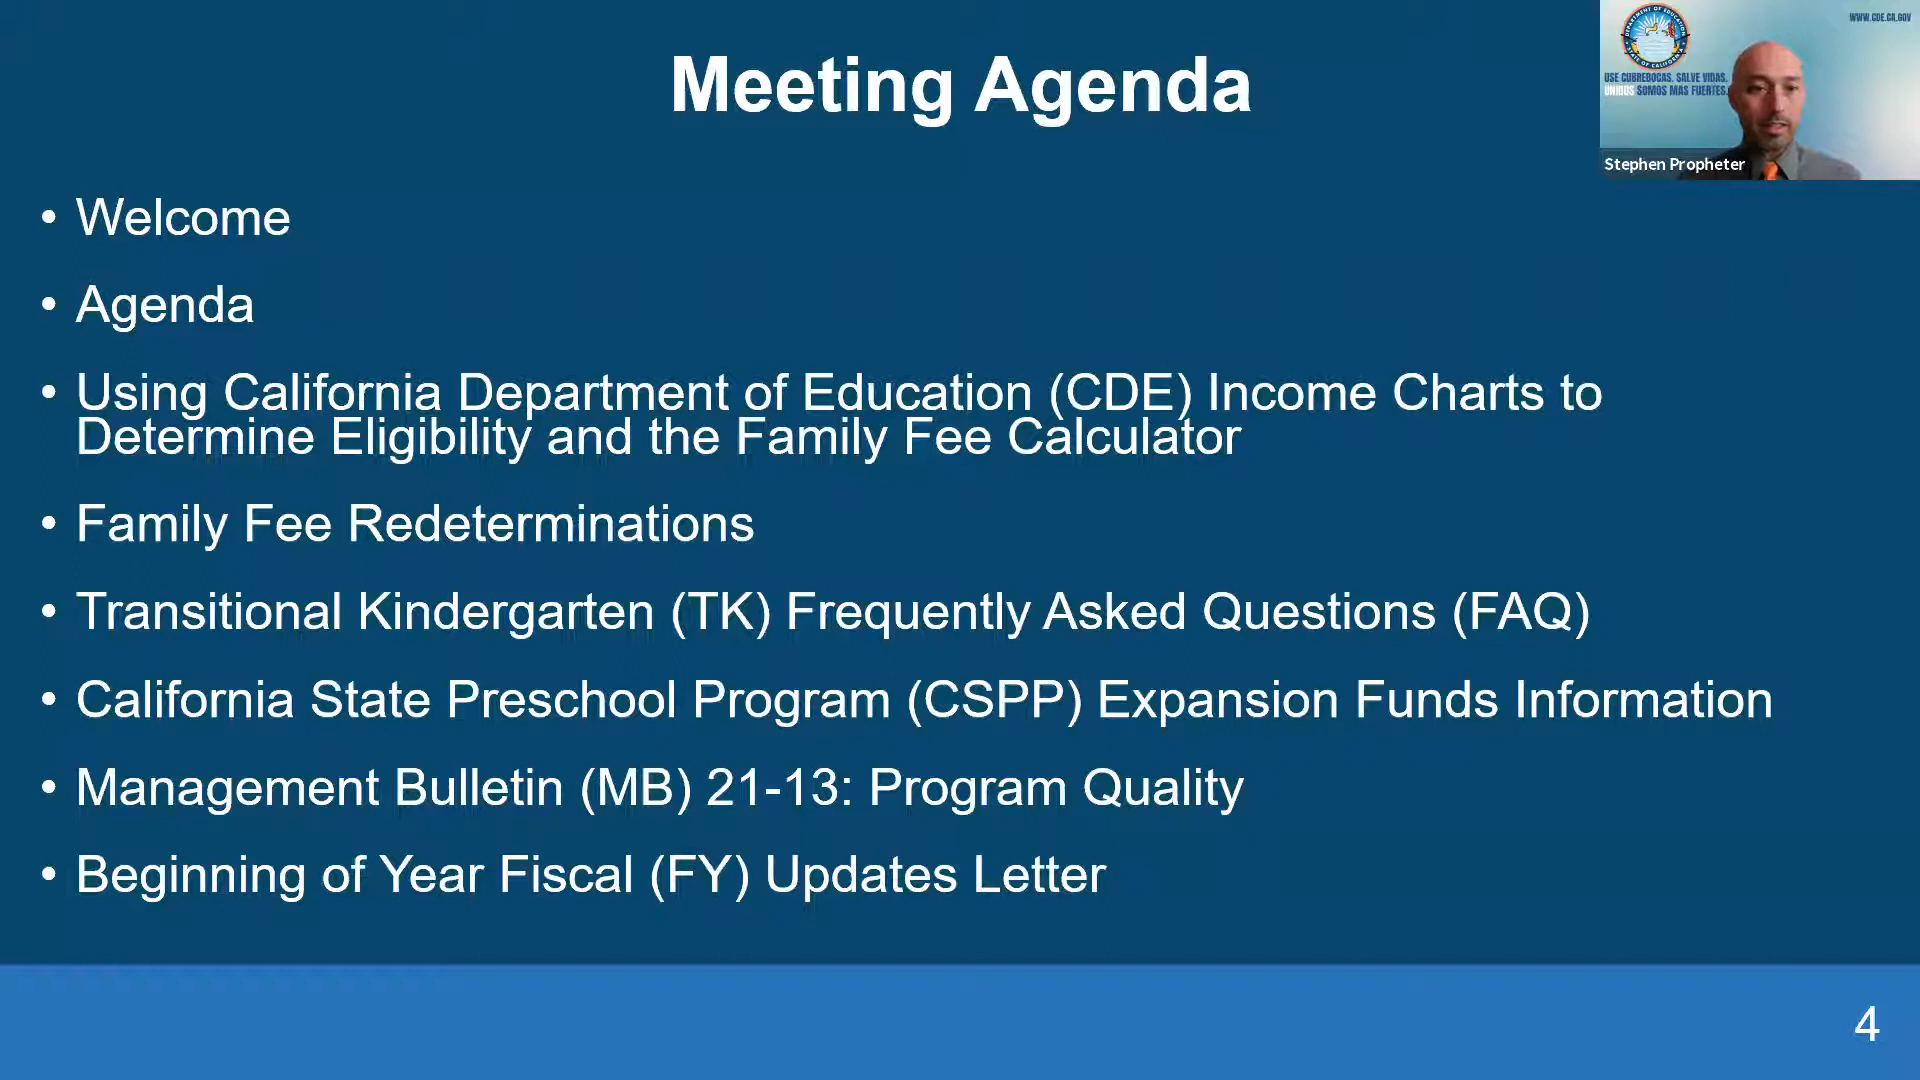 Meeting Agenda
WWW.CDE.CA.GOV
USE CUBREBOCAS. SALVE VIDAS.
UNIDOS SOMOS MAS FUERTES.
Stephen Propheter
• Welcome
• Agenda
• Using California Department of Education (CDE) Income Charts to
Determine Eligibility and the Family Fee Calculator
• Family Fee Redeterminations
• Transitional Kindergarten (TK) Frequently Asked Questions (FAQ)
• California State Preschool Program (CSPP) Expansion Funds Information
• Management Bulletin (MB) 21-13: Program Quality
• Beginning of Year Fiscal (FY) Updates Letter
4